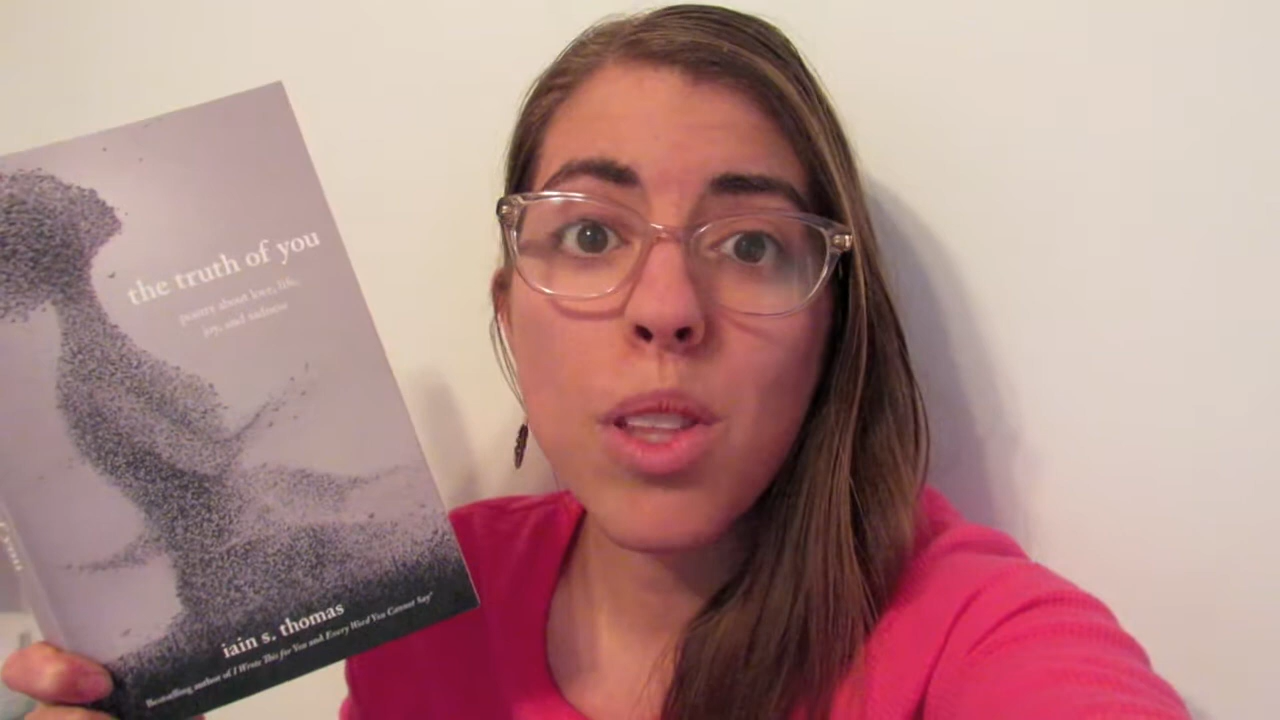 the truth of you
poetry about love, life,
joy, and sadness
iain s. thomas
Bestselling author of I Wrote This for You and Every Word You Cannot Say